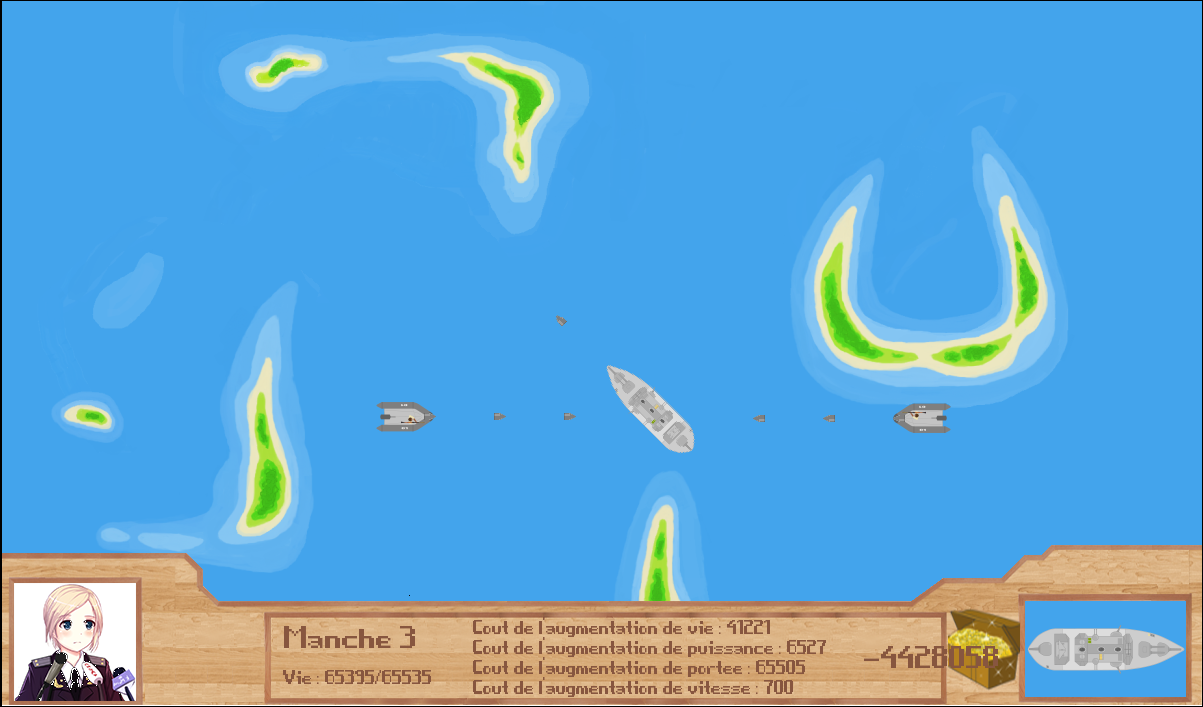 Manche 3
Vie : 65395/65535
Cout de l'augmentation de vie : 41221
Cout de l'augmentation de puissance : 6527
Cout de l'augmentation de portee : 65505
Cout de l'augmentation de vitesse : 700
-4428058